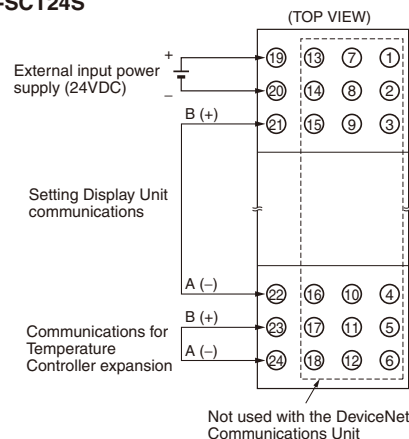 -SCT24S
(TOP VIEW)
+
External input power
supply (24VDC)
–
19 13 7 1
20 14 8 2
B (+)
21 15 9 3
Setting Display Unit
communications
A (–)
22 16 10 4
B (+)
23 17 11 5
Communications for
Temperature
Controller expansion
A (–)
24 18 12 6
Not used with the DeviceNet
Communications Unit